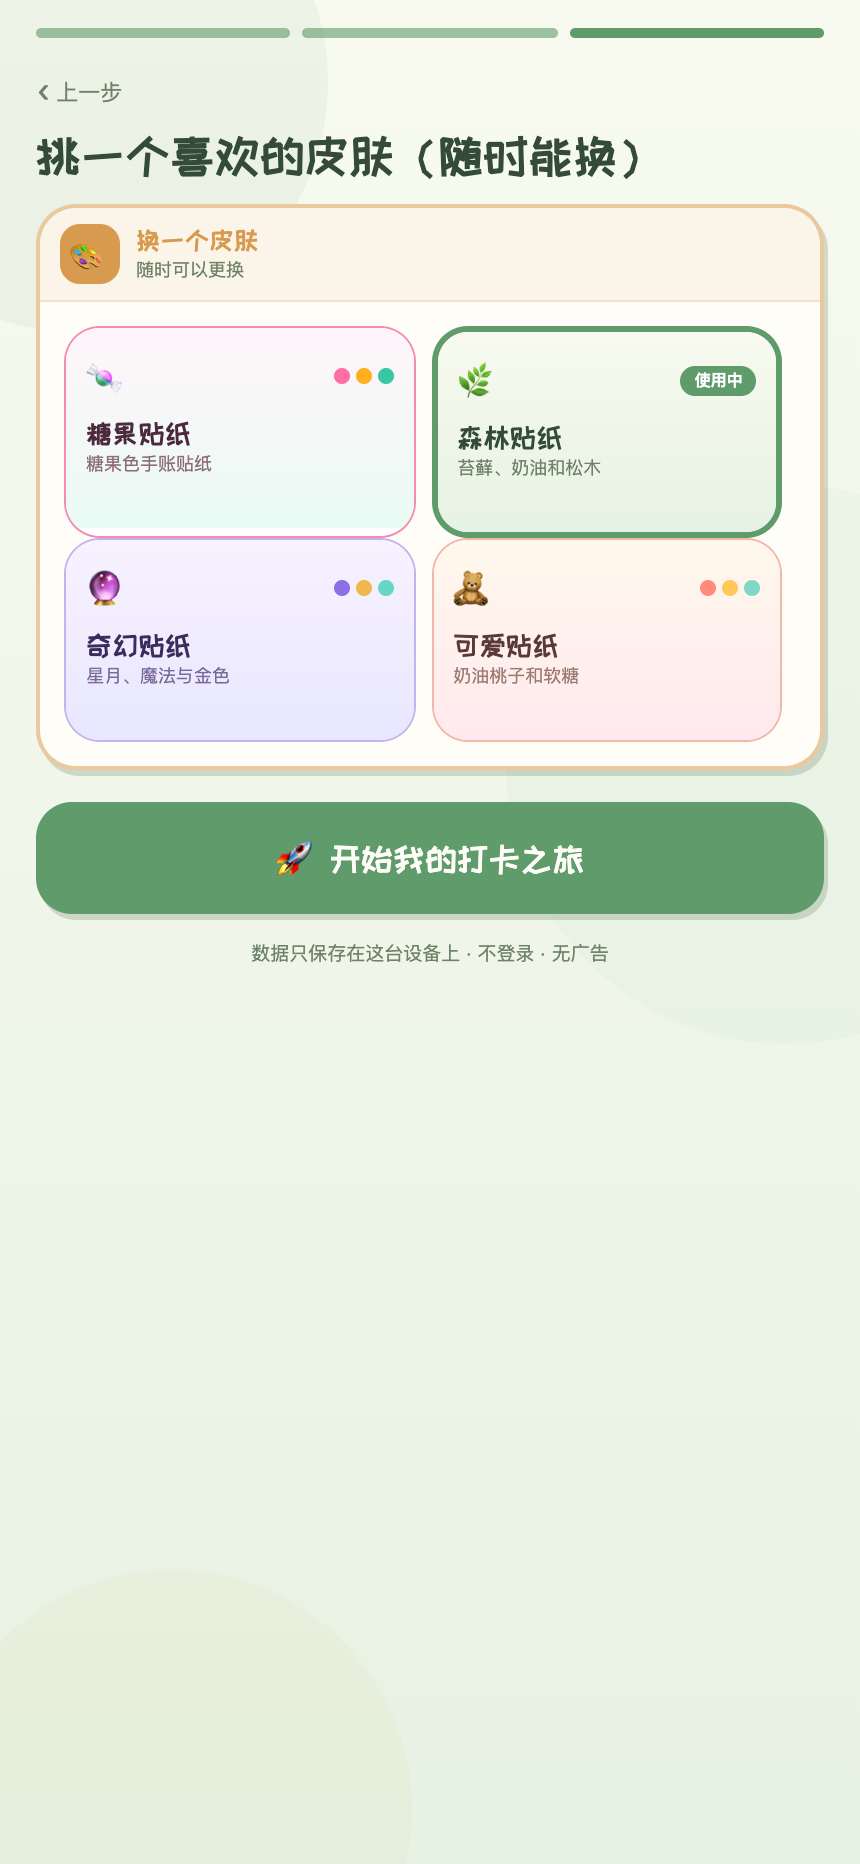 上一步
挑一个喜欢的皮肤（随时能换）
换一个皮肤
随时可以更换
糖果贴纸
糖果色手账贴纸
使用中
森林贴纸
苔藓、奶油和松木
奇幻贴纸
星月、魔法与金色
可爱贴纸
奶油桃子和软糖
开始我的打卡之旅
数据只保存在这台设备上 · 不登录 · 无广告